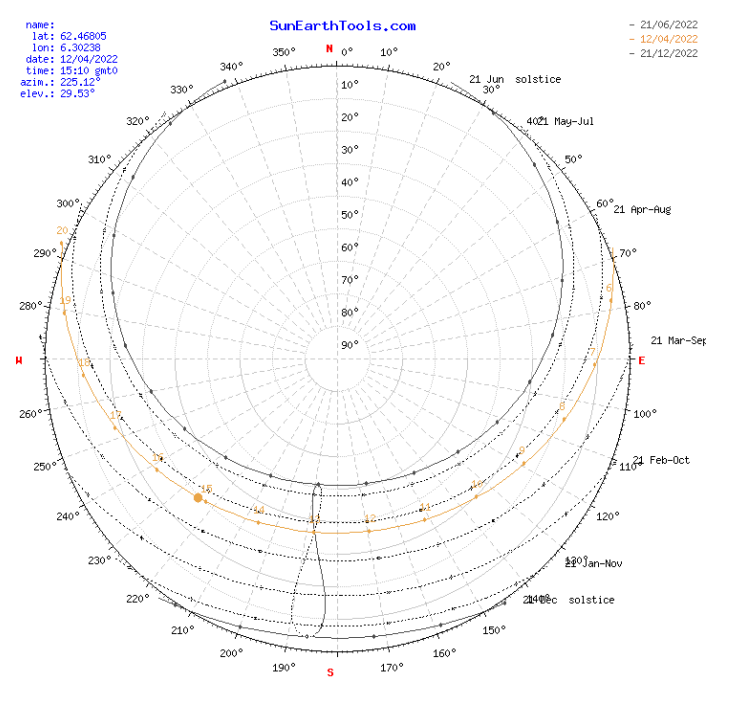 name:
lat: 62.46805
lon: 6.30238
date: 12/04/2022
time: 15:10 gmt0
azim.: 225.12°
elev.: 29.53°
SunEarthTools.com
— 21/06/2022
— 12/04/2022
— 21/12/2022
N
340° 350° 0° 10° 20°
21 Jun solstice
330° 30°
320° 40° 21 May-Jul
310° 50°
300° 60° 21 Apr-Aug
290° 70°
280° 80°
W E
21 Mar-Sep
260° 100°
250° 110° 21 Feb-Oct
240° 120°
230° 130° 21 Jan-Nov
220° 140° 21 Dec solstice
210° 150°
200° 160°
190° 170°
S
10°
20°
30°
40°
50°
60°
70°
80°
90°
20
19
18
17
16
15
14
13
12
11
10
9
8
7
6